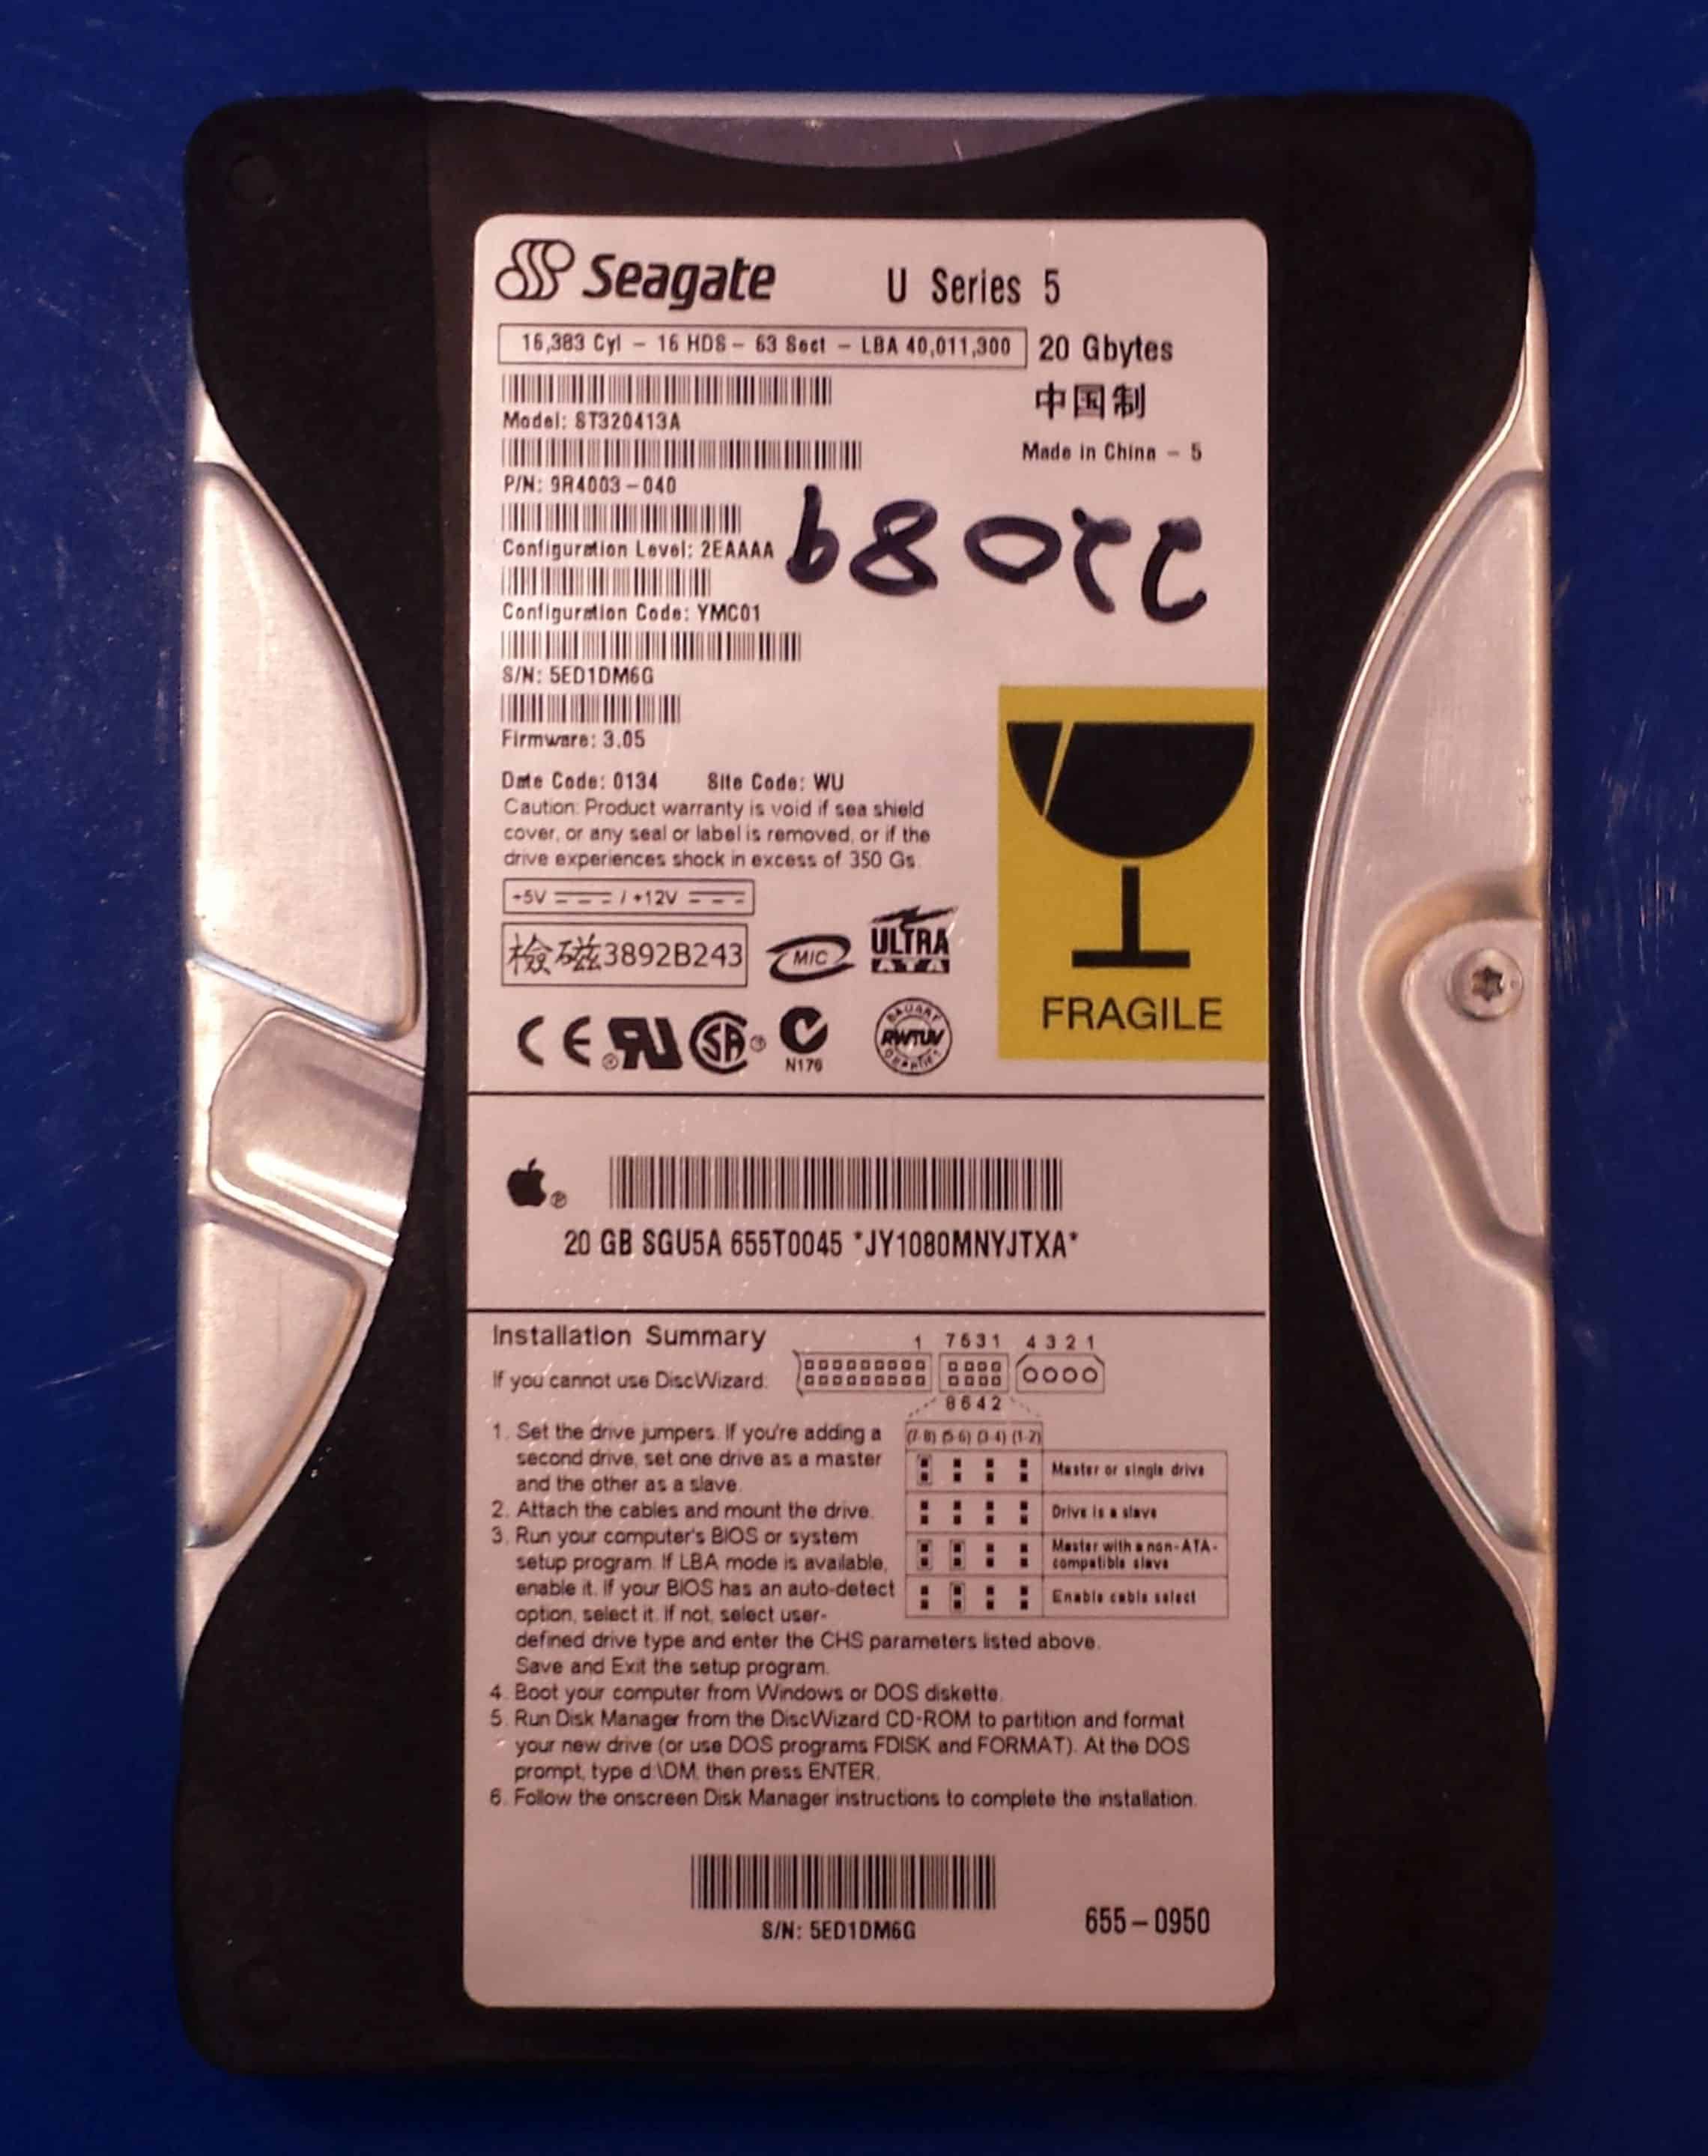 Seagate U Series 5
16,383 Cyl – 16 HDS – 63 Sect – LBA 40,011,300 20 Gbytes
中国制
Model: ST320413A
Made in China – 5
P/N: 9R4003–040
22089
Configuration Level: 2EAAAA
Configuration Code: YMC01
S/N: 5ED1DM6G
Firmware: 3.05
Date Code: 0134 Site Code: WU
Caution: Product warranty is void if sea shield
cover, or any seal or label is removed, or if the
drive experiences shock in excess of 350 Gs.
+5V / +12V
檢磁3892B243
MIC
ULTRA
ATA
FRAGILE
CE
SA
N176
BAUART
RWTUV
20 GB SGU5A 655T0045 *JY1080MNYJTXA*
Installation Summary
1 7531 4321
If you cannot use DiscWizard:
8642
1. Set the drive jumpers. If you're adding a
second drive, set one drive as a master
and the other as a slave.
2. Attach the cables and mount the drive.
3. Run your computer's BIOS or system
setup program. If LBA mode is available,
enable it. If your BIOS has an auto-detect
option, select it. If not, select user-
defined drive type and enter the CHS parameters listed above.
Save and Exit the setup program.
(7-8) (5-6) (3-4) (1-2)
Master or single drive
Drive is a slave
Master with a non-ATA-
compatible slave
Enable cable select
4. Boot your computer from Windows or DOS diskette.
5. Run Disk Manager from the DiscWizard CD-ROM to partition and format
your new drive (or use DOS programs FDISK and FORMAT). At the DOS
prompt, type d:\DM, then press ENTER.
6. Follow the onscreen Disk Manager instructions to complete the installation.
S/N: 5ED1DM6G
655–0950